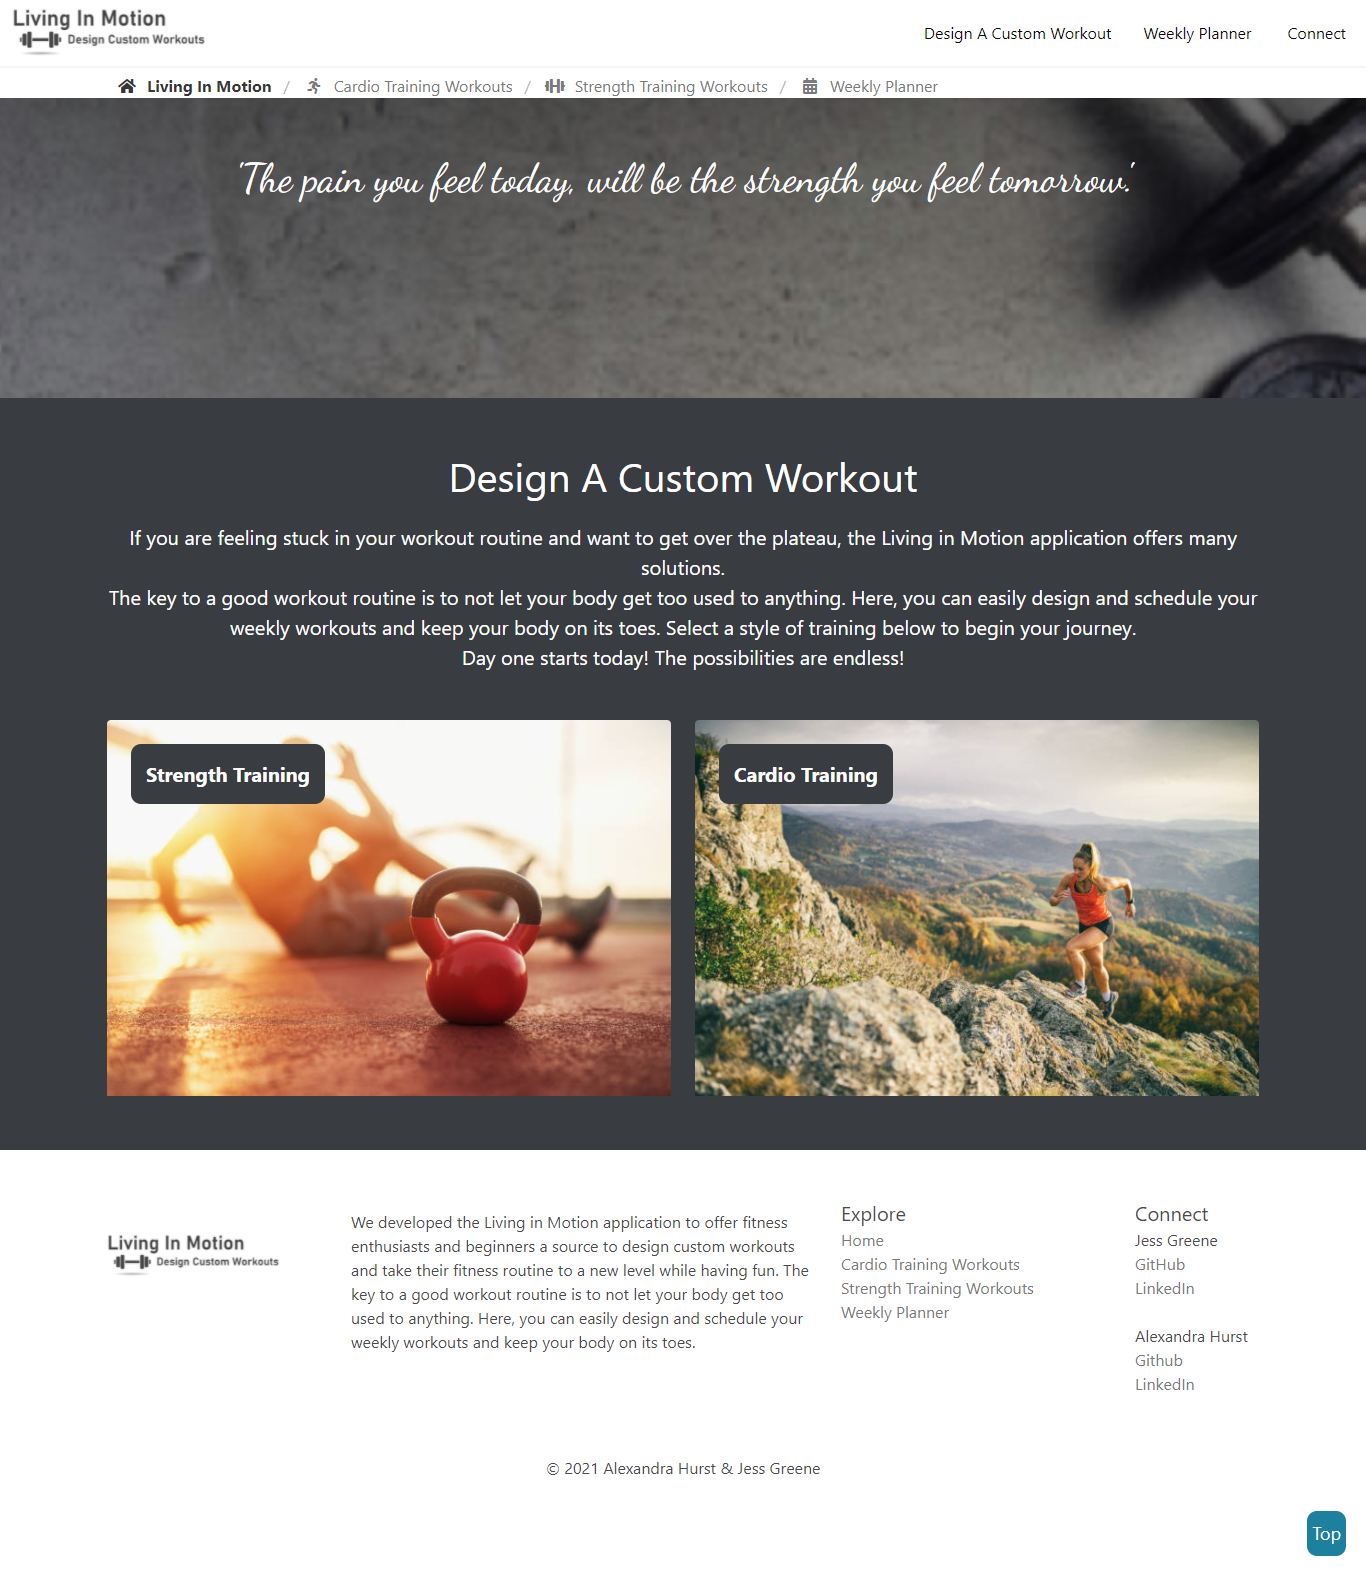 Living In Motion
Design Custom Workouts
Design A Custom Workout
Weekly Planner
Connect
Living In Motion / Cardio Training Workouts / Strength Training Workouts / Weekly Planner
'The pain you feel today, will be the strength you feel tomorrow.'
Design A Custom Workout
If you are feeling stuck in your workout routine and want to get over the plateau, the Living in Motion application offers many
solutions.
The key to a good workout routine is to not let your body get too used to anything. Here, you can easily design and schedule your
weekly workouts and keep your body on its toes. Select a style of training below to begin your journey.
Day one starts today! The possibilities are endless!
Strength Training
Cardio Training
Living In Motion
Design Custom Workouts
We developed the Living in Motion application to offer fitness
enthusiasts and beginners a source to design custom workouts
and take their fitness routine to a new level while having fun. The
key to a good workout routine is to not let your body get too
used to anything. Here, you can easily design and schedule your
weekly workouts and keep your body on its toes.
Explore
Home
Cardio Training Workouts
Strength Training Workouts
Weekly Planner
Connect
Jess Greene
GitHub
LinkedIn
Alexandra Hurst
Github
LinkedIn
© 2021 Alexandra Hurst & Jess Greene
Top